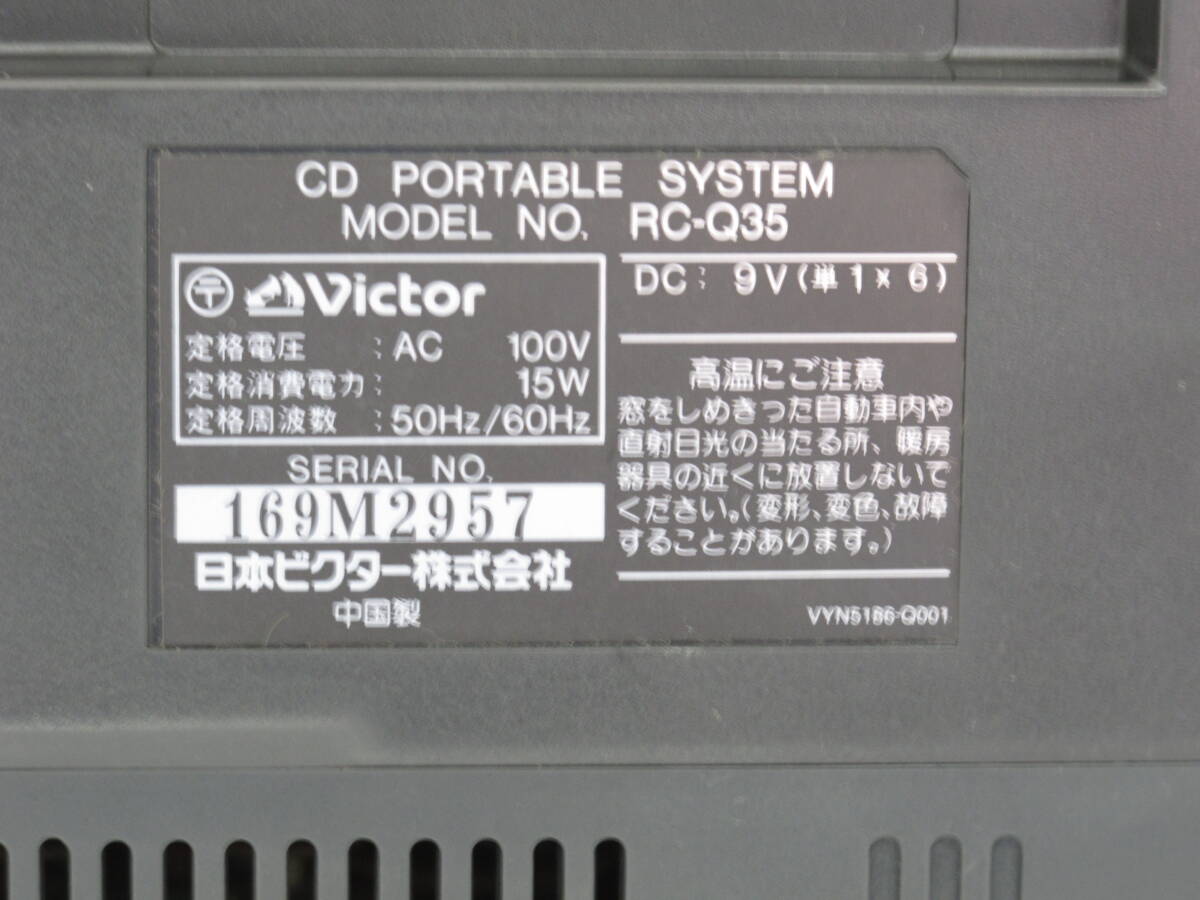 CD PORTABLE SYSTEM
MODEL NO. RC-Q35
〒 Victor
定格電圧 : AC 100V
定格消費電力 : 15W
定格周波数 : 50Hz/60Hz
SERIAL NO.
169M2957
日本ビクター株式会社
中国製
DC : 9V(単1×6)
高温にご注意
窓をしめきった自動車内や
直射日光の当たる所、暖房
器具の近くに放置しないで
ください。(変形、変色、故障
することがあります。)
VYN5186-Q001